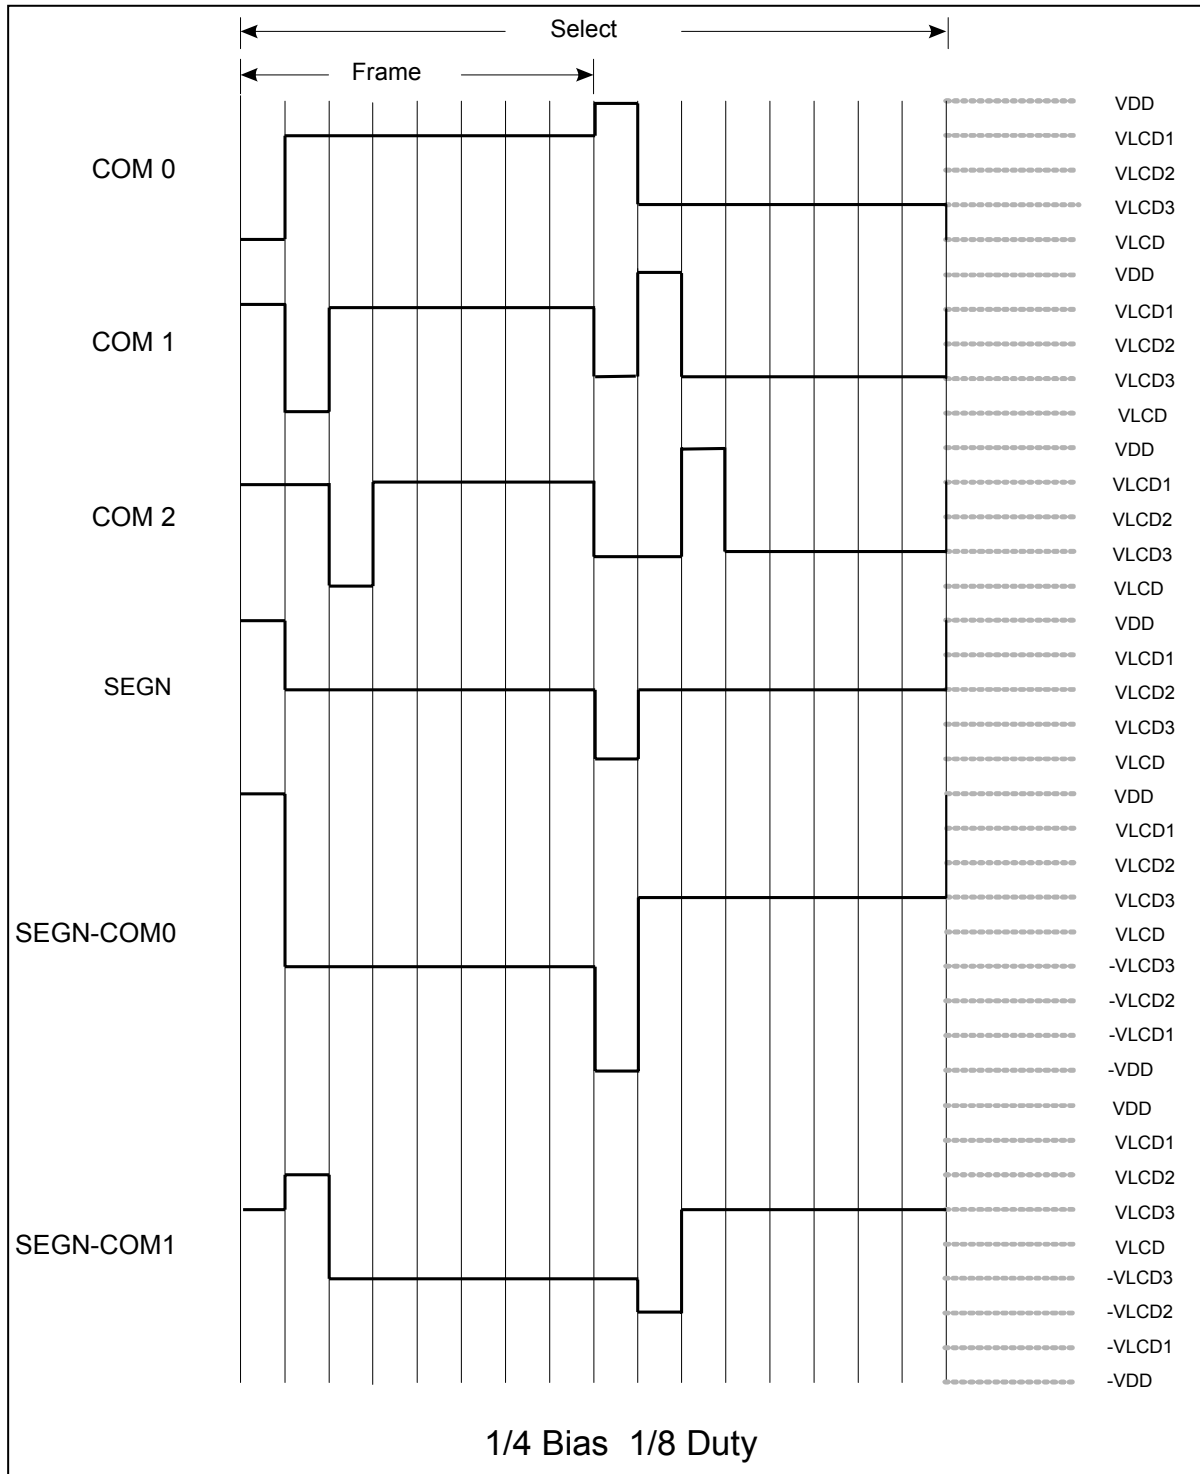 Select
Frame
COM 0
VDD
VLCD1
VLCD2
VLCD3
VLCD
COM 1
VDD
VLCD1
VLCD2
VLCD3
VLCD
COM 2
VDD
VLCD1
VLCD2
VLCD3
VLCD
SEGN
VDD
VLCD1
VLCD2
VLCD3
VLCD
SEGN-COM0
VDD
VLCD1
VLCD2
VLCD3
VLCD
-VLCD3
-VLCD2
-VLCD1
-VDD
SEGN-COM1
VDD
VLCD1
VLCD2
VLCD3
VLCD
-VLCD3
-VLCD2
-VLCD1
-VDD
1/4 Bias 1/8 Duty